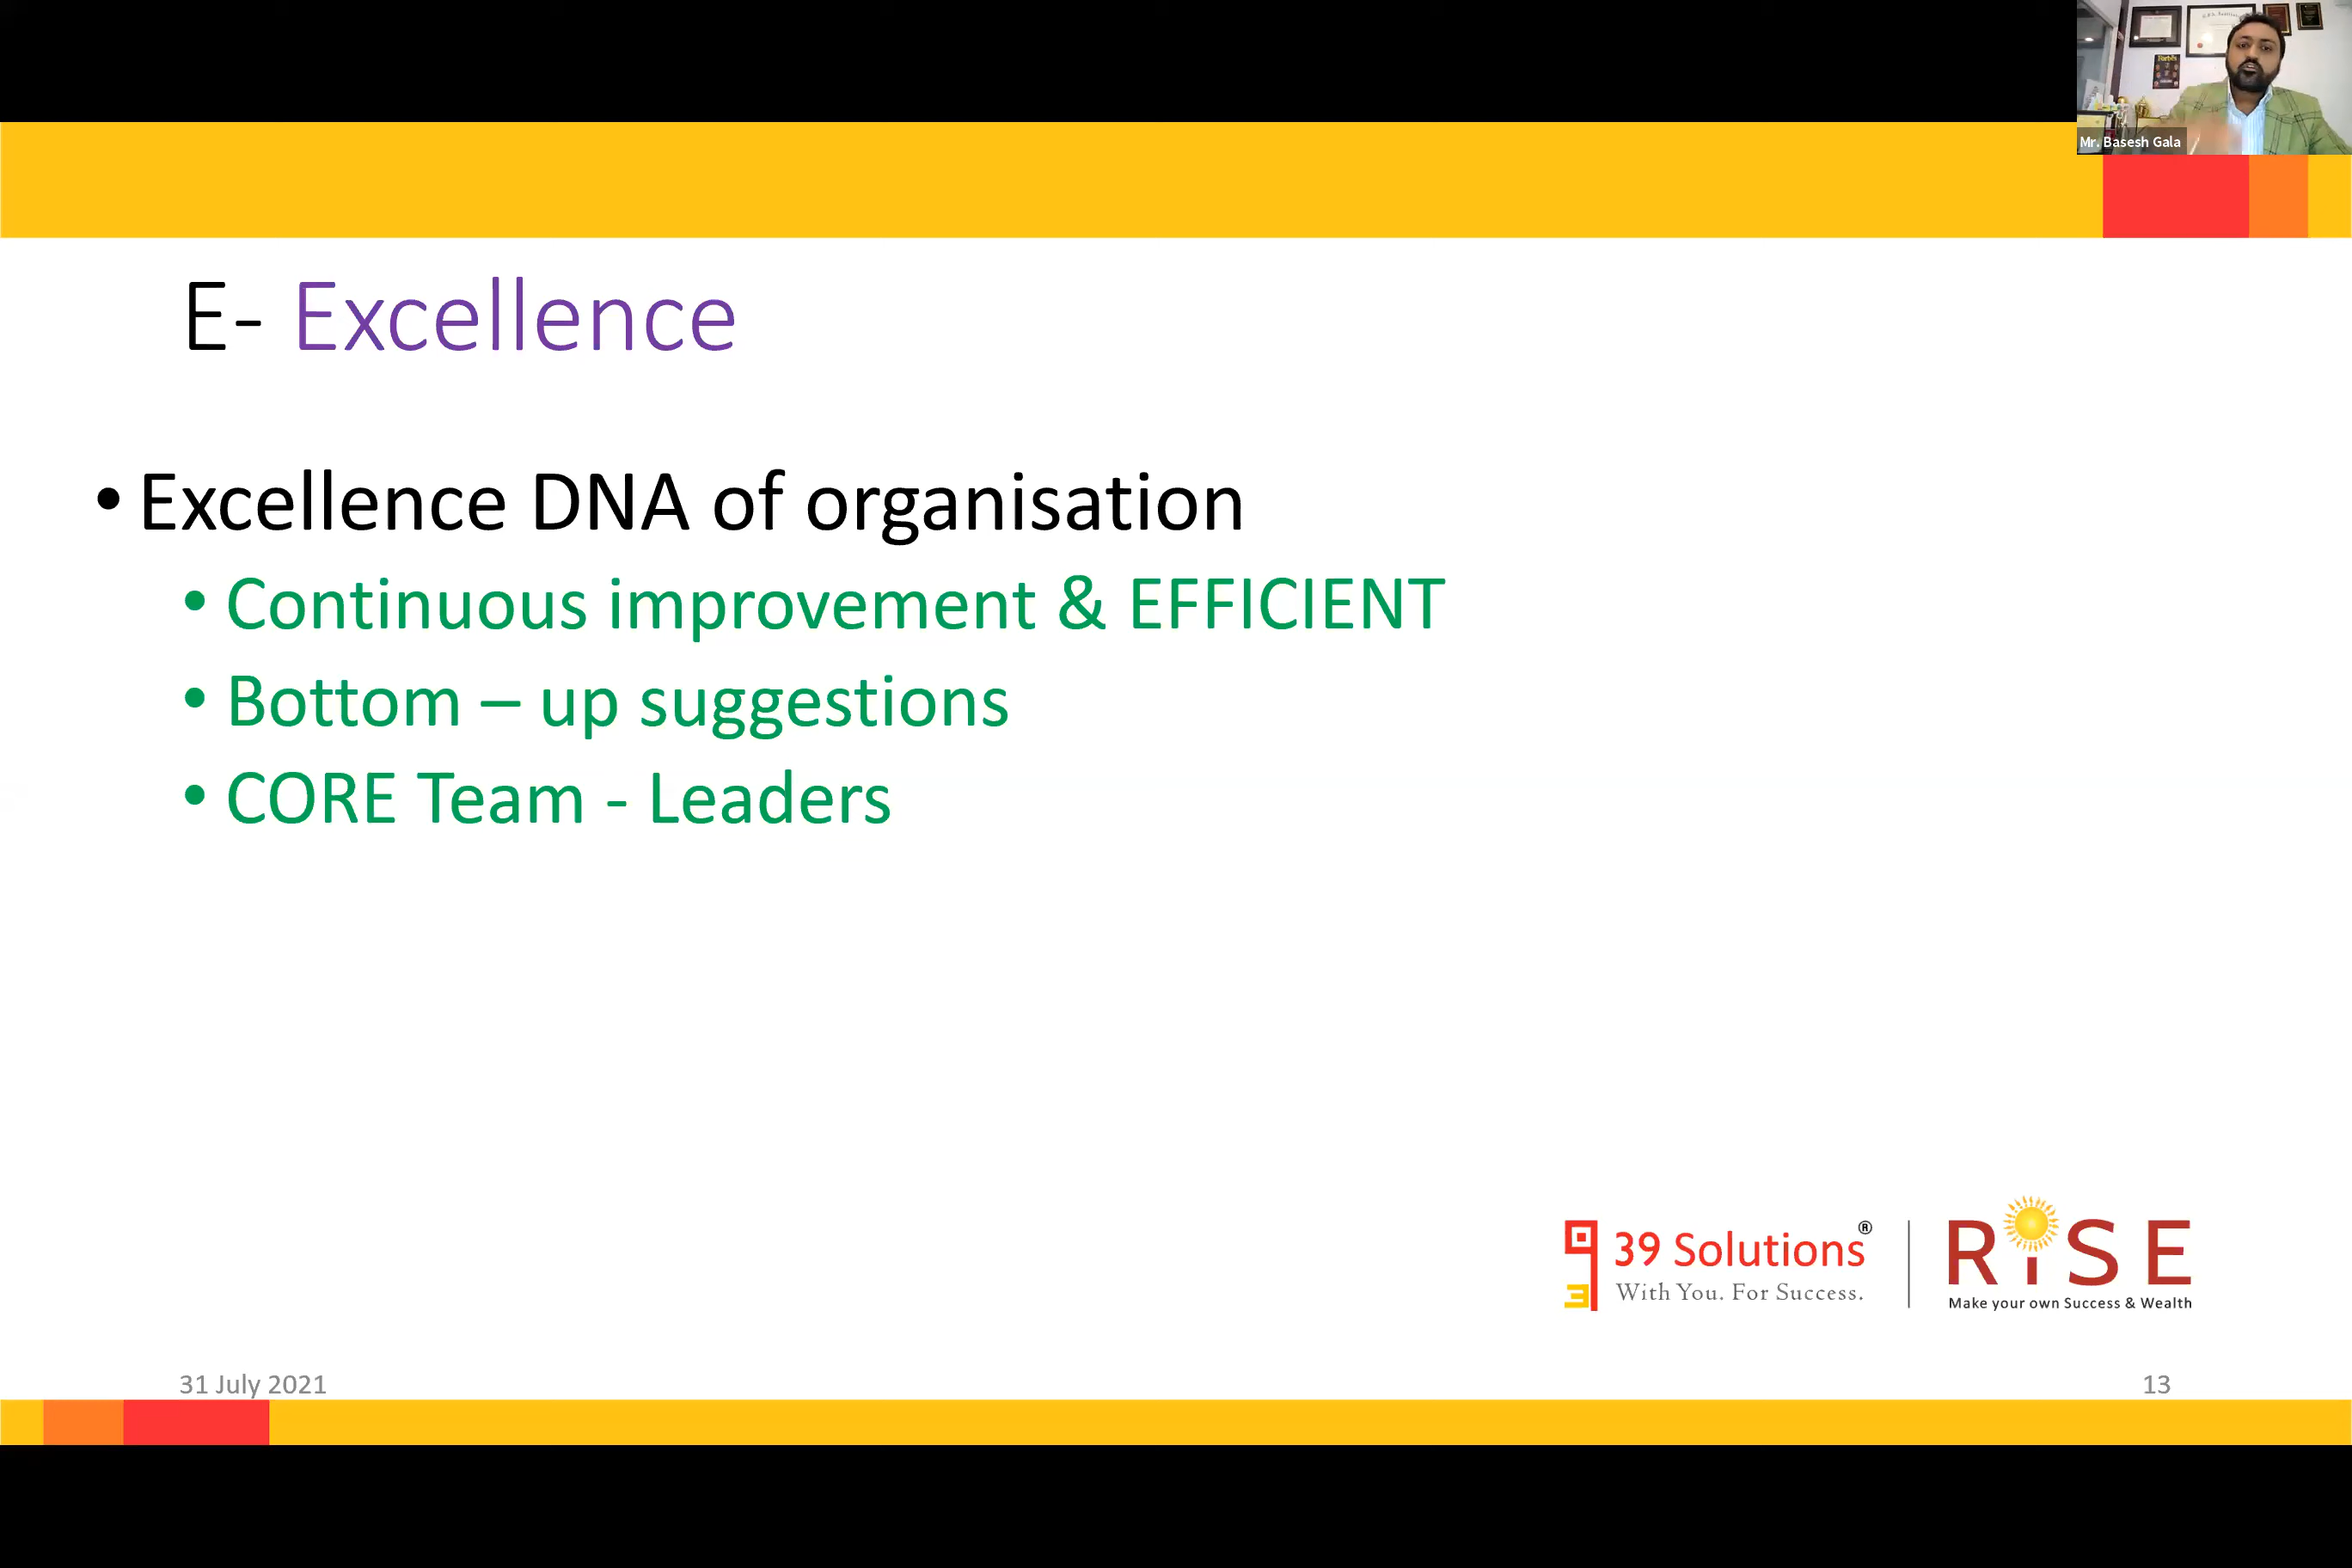 Mr. Basesh Gala
E- Excellence
• Excellence DNA of organisation
• Continuous improvement & EFFICIENT
• Bottom – up suggestions
• CORE Team - Leaders
39 Solutions®
With You. For Success.
RiSE
Make your own Success & Wealth
31 July 2021
13